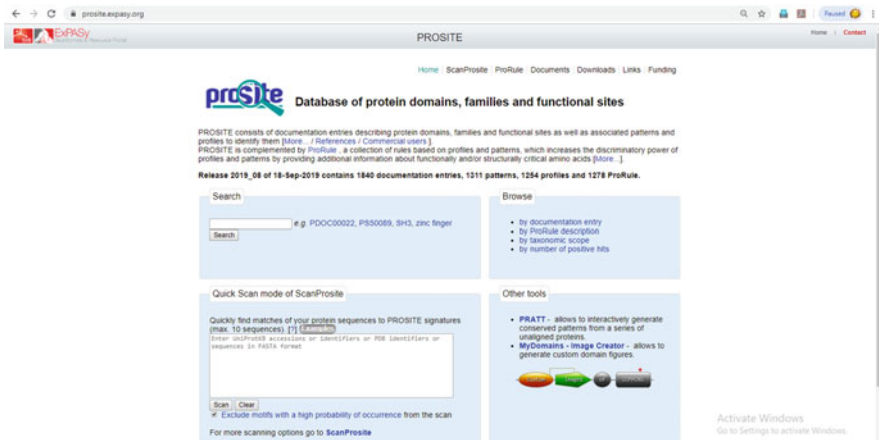 prosite.expasy.org
Paused
ExPASy
PROSITE
Home | Contact
Home ScanProsite ProRule Documents Downloads Links Funding
prosite
Database of protein domains, families and functional sites
PROSITE consists of documentation entries describing protein domains, families and functional sites as well as associated patterns and
profiles to identify them [More... / References / Commercial users ].
PROSITE is complemented by ProRule , a collection of rules based on profiles and patterns, which increases the discriminatory power of
profiles and patterns by providing additional information about functionally and/or structurally critical amino acids [More...].
Release 2019_08 of 18-Sep-2019 contains 1840 documentation entries, 1311 patterns, 1254 profiles and 1278 ProRule.
Search
e.g. PDOC00022, PS50089, SH3, zinc finger
Search
Browse
• by documentation entry
• by ProRule description
• by taxonomic scope
• by number of positive hits
Quick Scan mode of ScanProsite
Quickly find matches of your protein sequences to PROSITE signatures
(max. 10 sequences). [?] Examples
Enter UniProtKB accessions or identifiers or PDB identifiers or
sequences in FASTA format
Scan Clear
Exclude motifs with a high probability of occurrence from the scan
For more scanning options go to ScanProsite
Other tools
• PRATT - allows to interactively generate
conserved patterns from a series of
unaligned proteins.
• MyDomains - Image Creator - allows to
generate custom domain figures.
Activate Windows
Go to Settings to activate Windows.